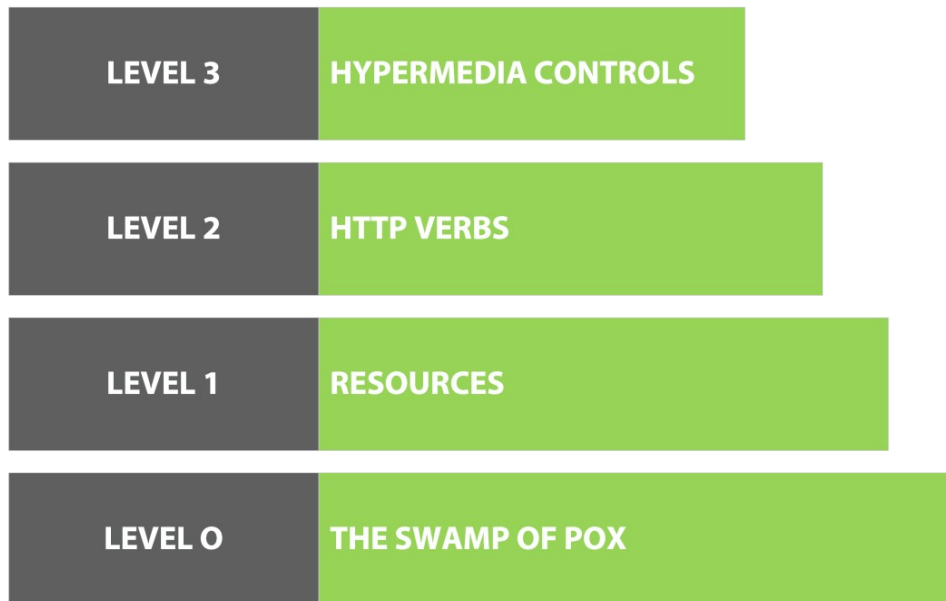 LEVEL 3 HYPERMEDIA CONTROLS
LEVEL 2 HTTP VERBS
LEVEL 1 RESOURCES
LEVEL O THE SWAMP OF POX